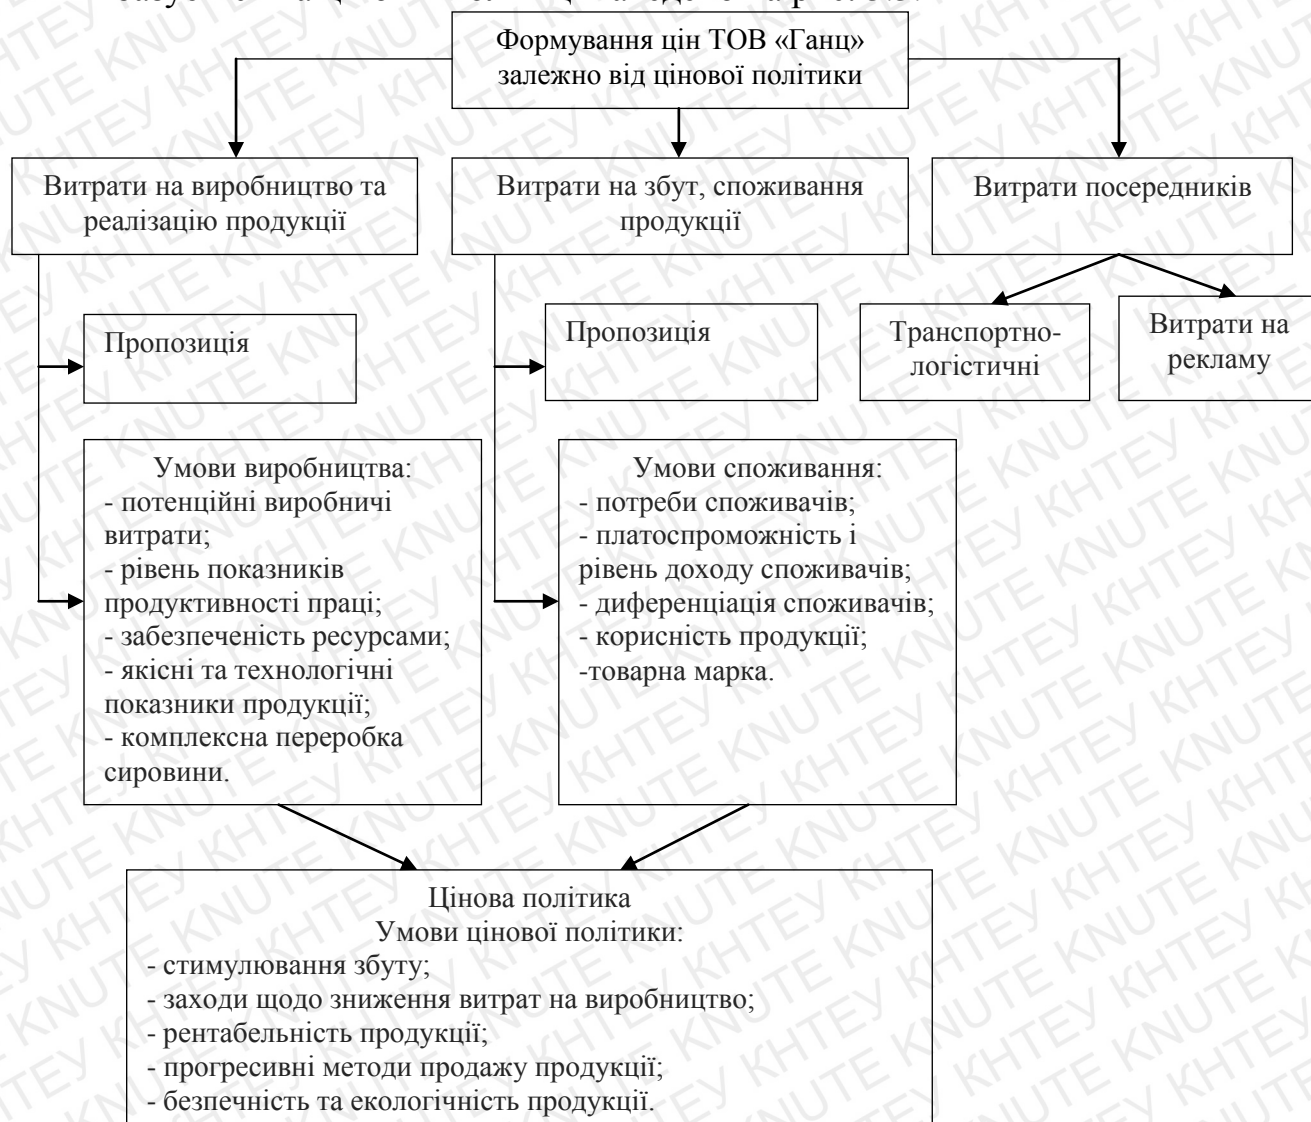 Формування цін ТОВ «Ганц»
залежно від цінової політики
Витрати на виробництво та
реалізацію продукції
Витрати на збут, споживання
продукції
Витрати посередників
Пропозиція
Пропозиція
Транспортно-
логістичні
Витрати на
рекламу
Умови виробництва:
- потенційні виробничі
витрати;
- рівень показників
продуктивності праці;
- забезпеченість ресурсами;
- якісні та технологічні
показники продукції;
- комплексна переробка
сировини.
Умови споживання:
- потреби споживачів;
- платоспроможність і
рівень доходу споживачів;
- диференціація споживачів;
- корисність продукції;
-товарна марка.
Цінова політика
Умови цінової політики:
- стимулювання збуту;
- заходи щодо зниження витрат на виробництво;
- рентабельність продукції;
- прогресивні методи продажу продукції;
- безпечність та екологічність продукції.